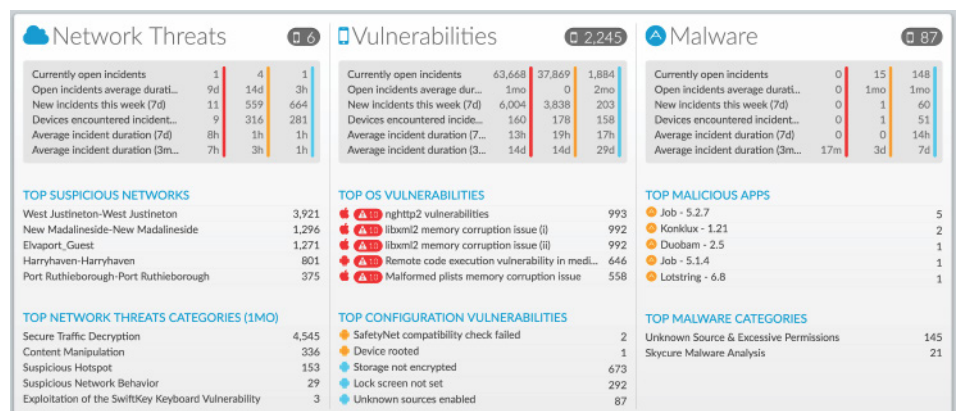 Network Threats 6
Currently open incidents 1 4 1
Open incidents average durati... 9d 14d 3h
New incidents this week (7d) 11 559 664
Devices encountered incident... 9 316 281
Average incident duration (7d) 8h 1h 1h
Average incident duration (3m... 7h 3h 1h
TOP SUSPICIOUS NETWORKS
West Justineton-West Justineton 3,921
New Madalineside-New Madalineside 1,296
Elvaport_Guest 1,271
Harryhaven-Harryhaven 801
Port Ruthieborough-Port Ruthieborough 375
TOP NETWORK THREATS CATEGORIES (1MO)
Secure Traffic Decryption 4,545
Content Manipulation 336
Suspicious Hotspot 153
Suspicious Network Behavior 29
Exploitation of the SwiftKey Keyboard Vulnerability 3
Vulnerabilities 2,245
Currently open incidents 63,668 37,869 1,884
Open incidents average dur... 1mo 0 2mo
New incidents this week (7d) 6,004 3,838 203
Devices encountered incide... 160 178 158
Average incident duration (7... 13h 19h 17h
Average incident duration (3... 14d 14d 29d
TOP OS VULNERABILITIES
10 nghttp2 vulnerabilities 993
10 libxml2 memory corruption issue (i) 992
10 libxml2 memory corruption issue (ii) 992
10 Remote code execution vulnerability in medi... 646
10 Malformed plists memory corruption issue 558
TOP CONFIGURATION VULNERABILITIES
SafetyNet compatibility check failed 2
Device rooted 1
Storage not encrypted 673
Lock screen not set 292
Unknown sources enabled 87
Malware 87
Currently open incidents 0 15 148
Open incidents average durati... 0 1mo 1mo
New incidents this week (7d) 0 1 60
Devices encountered incident... 0 1 51
Average incident duration (7d) 0 0 14h
Average incident duration (3m... 17m 3d 7d
TOP MALICIOUS APPS
Job - 5.2.7 5
Konklux - 1.21 2
Duobam - 2.5 1
Job - 5.1.4 1
Lotstring - 6.8 1
TOP MALWARE CATEGORIES
Unknown Source & Excessive Permissions 145
Skycure Malware Analysis 21